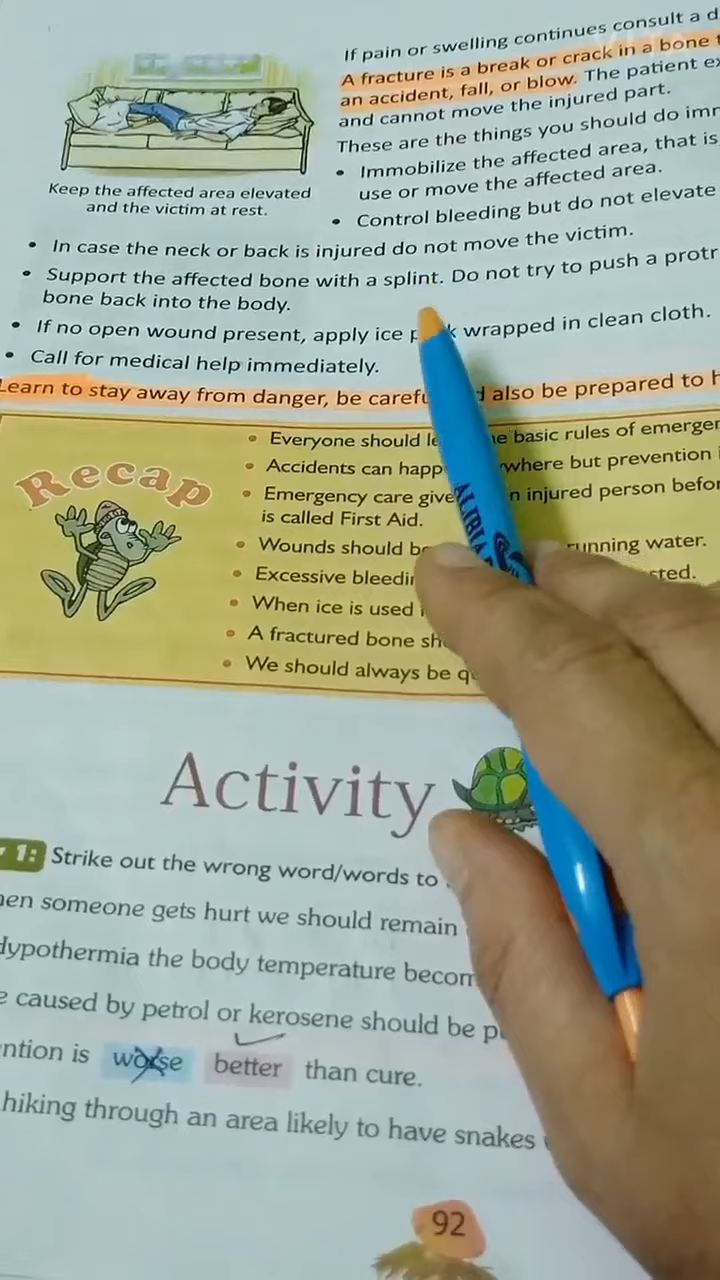 If pain or swelling continues consult a d
A fracture is a break or crack in a bone
an accident, fall, or blow. The patient ex
and cannot move the injured part.
These are the things you should do imm
• Immobilize the affected area, that is
use or move the affected area.
• Control bleeding but do not elevate
Keep the affected area elevated
and the victim at rest.
• In case the neck or back is injured do not move the victim.
• Support the affected bone with a splint. Do not try to push a protr
bone back into the body.
• If no open wound present, apply ice p k wrapped in clean cloth.
• Call for medical help immediately.
Learn to stay away from danger, be carefu d also be prepared to h
Recap
• Everyone should le he basic rules of emerger
• Accidents can happ where but prevention i
• Emergency care give n injured person befor
is called First Aid.
• Wounds should be running water.
• Excessive bleedin sted.
• When ice is used
• A fractured bone sh
• We should always be q
ALIBIA
Activity
1: Strike out the wrong word/words to
hen someone gets hurt we should remain
Hypothermia the body temperature becom
e caused by petrol or kerosene should be p
ntion is worse better than cure.
hiking through an area likely to have snakes
92